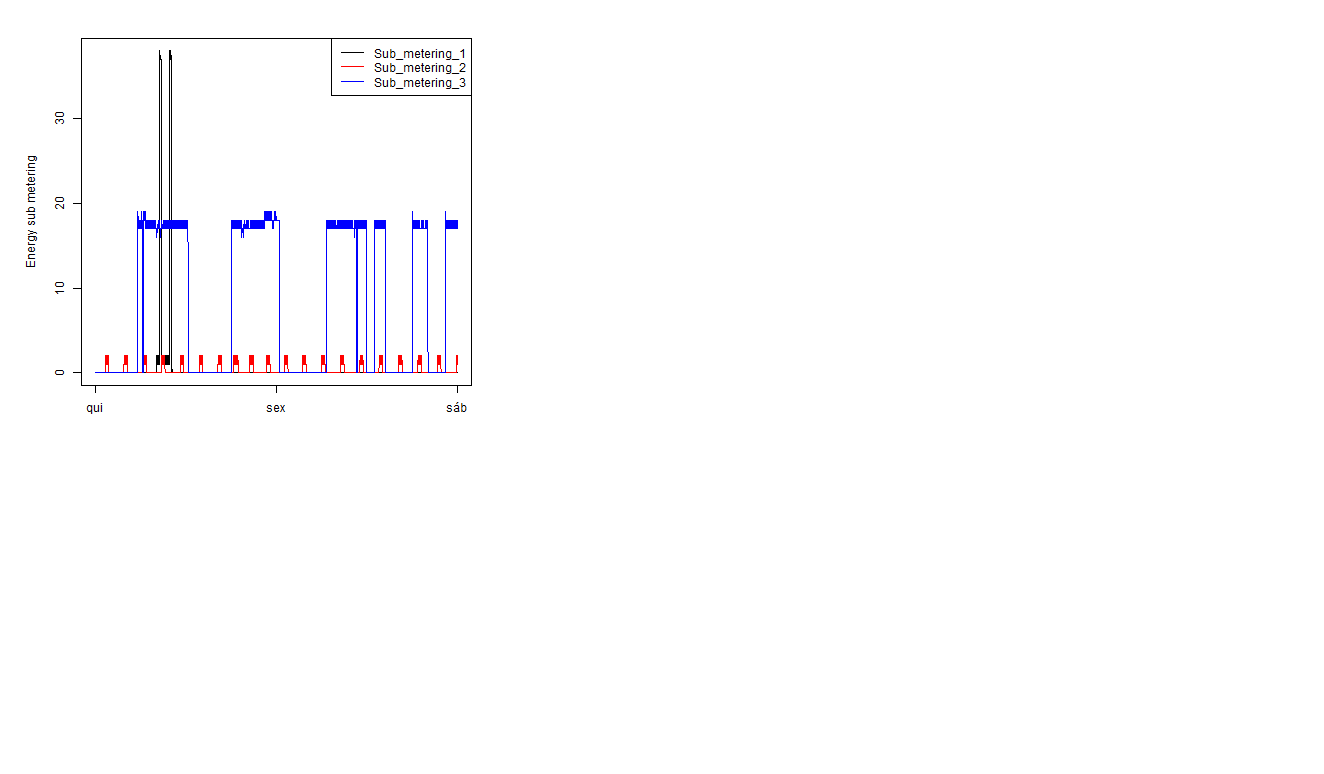 Sub_metering_1
Sub_metering_2
Sub_metering_3
Energy sub metering
30
20
10
0
qui sex sáb